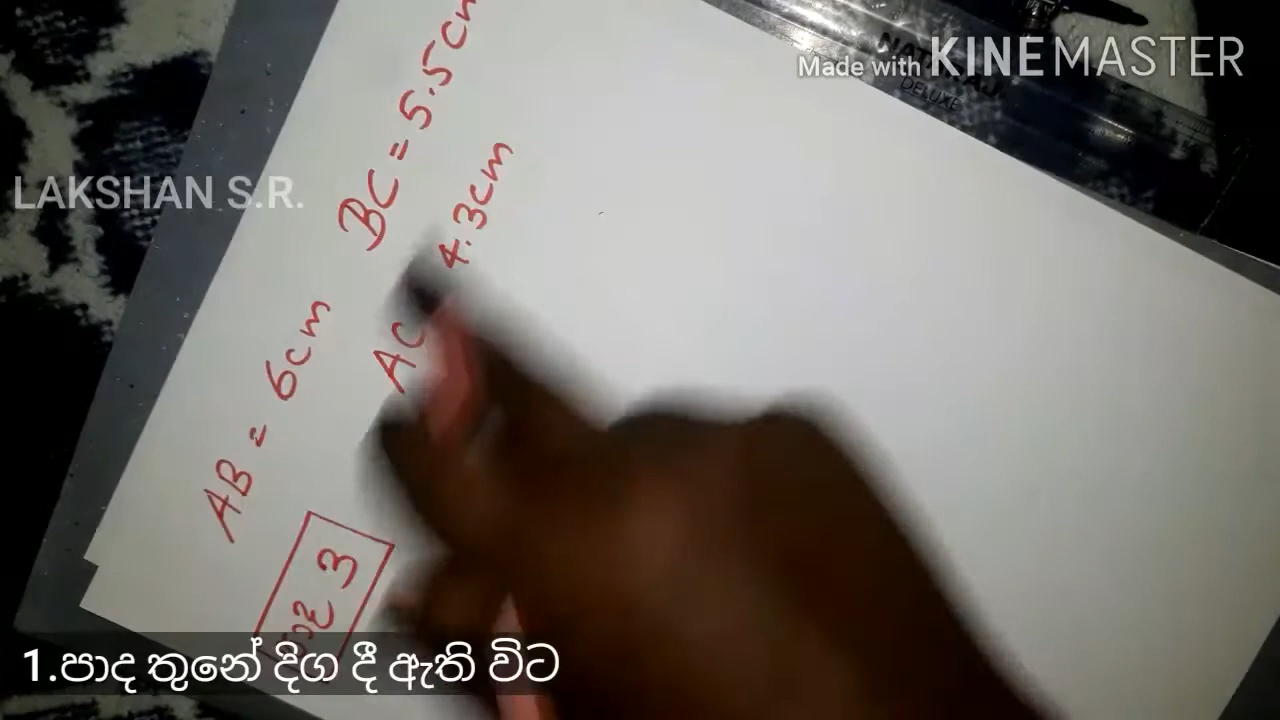 Made with KINEMASTER
LAKSHAN S.R.
AB = 6cm BC = 5.5cm
AC 4.3cm
පාද 3
1.පාද තුනේ දිග දී ඇති විට